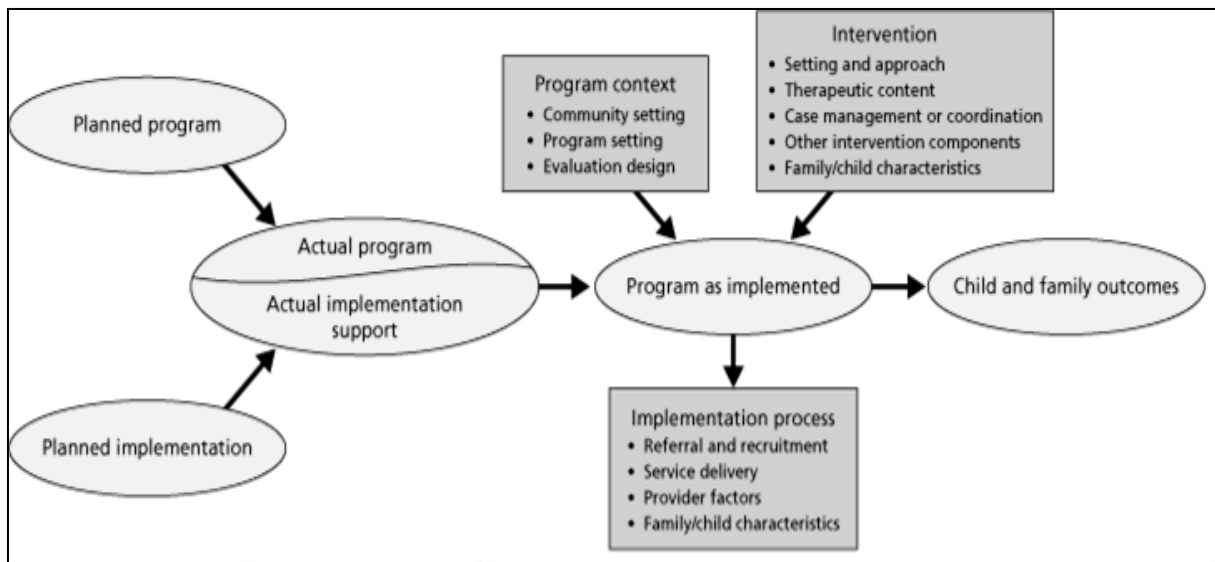 Planned program
Planned implementation
Actual program
Actual implementation
support
Program context
• Community setting
• Program setting
• Evaluation design
Intervention
• Setting and approach
• Therapeutic content
• Case management or coordination
• Other intervention components
• Family/child characteristics
Program as implemented
Child and family outcomes
Implementation process
• Referral and recruitment
• Service delivery
• Provider factors
• Family/child characteristics